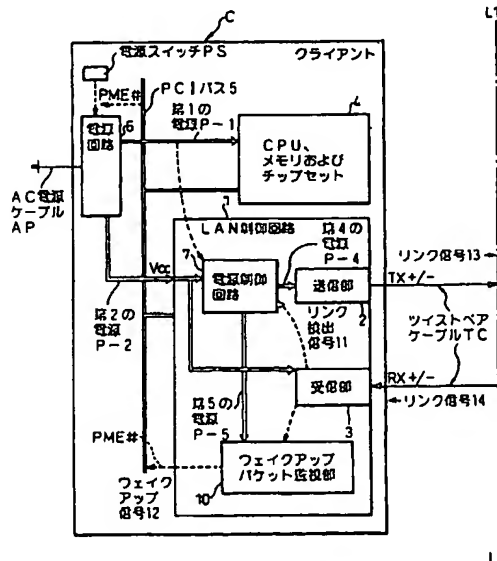 C
L1
電源スイッチPS
クライアント
PME#
PCIバス5
電源
回路
6
第1の
電源P-1
4
CPU、
メモリおよび
チップセット
AC電源
ケーブル
AP
1
LAN制御回路
第4の
電源
P-4
リンク信号13
Vcc
7
電源制御
回路
送信部
2
TX+/-
第2の
電源
P-2
リンク
検出
信号11
ツイストペア
ケーブルTC
受信部
3
RX+/-
リンク信号14
第5の
電源
P-5
PME#
ウェイクアップ
パケット監視部
10
ウェイク
アップ
信号12
L